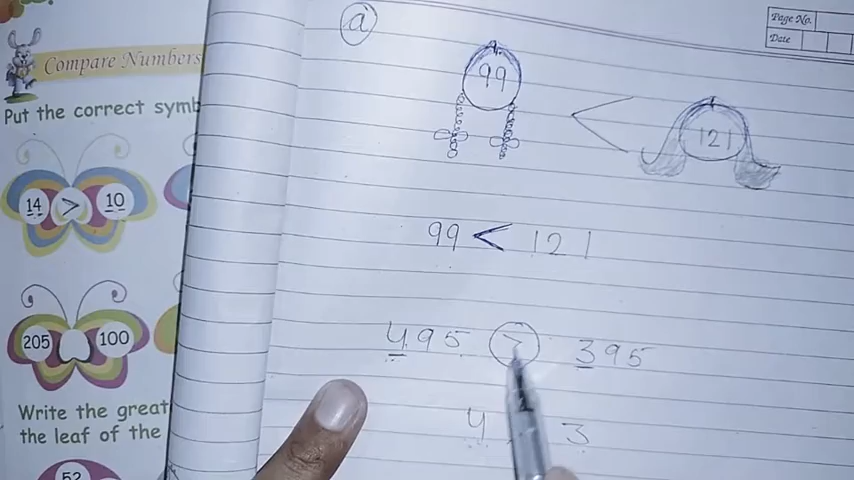 Compare Numbers
Put the correct symb
14 > 10
205 100
Write the great
the leaf of the
52
Page No.
Date
a
99 < 121
99 < 121
495 > 395
4 3